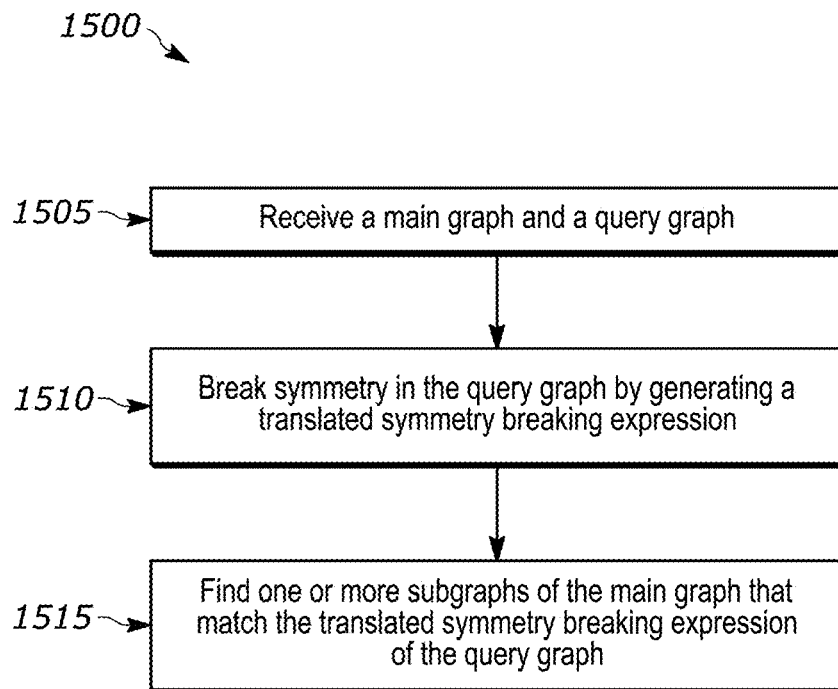 1500
1505
Receive a main graph and a query graph
1510
Break symmetry in the query graph by generating a
translated symmetry breaking expression
1515
Find one or more subgraphs of the main graph that
match the translated symmetry breaking expression
of the query graph